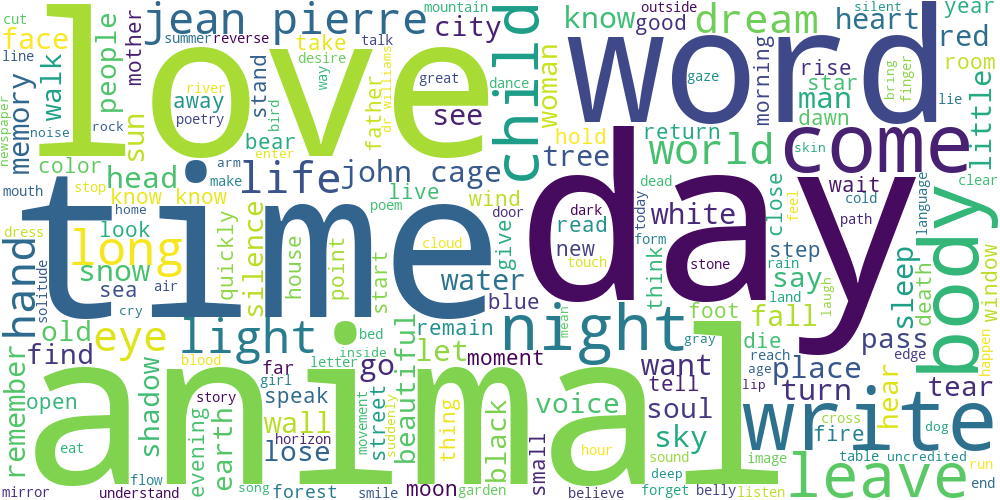 cut
face
line
newspaper
people
mother
jean pierre
summer
reverse
take
talk
desire
way
city
child
mountain
great
dance
know
outside
good
dream
silent
heart
year
red
room
lie
love
word
walk
memory
noise
rock
sun
away
river
poetry
stand
bird
bear
father
dr williams
see
woman
morning
gaze
rise
star
man
dawn
bring
finger
little
clear
color
mouth
head
stop
know know
arm
make
enter
life
john cage
hold
tree
return
world
skin
come
time
day
animal
dress
home
long
look
snow
sea
air
cry
solitude
hand
quickly
silence
house
point
start
live
poem
wind
door
cloud
water
give
blue
dark
read
new
touch
dead
form
today
white
stone
think
close
wait
cold
feel
path
step
rain
say
land
laugh
language
sleep
death
body
window
happen
old
eye
find
light
blood
bed
inside
letter
beautiful
remain
let
moment
night
mean
foot
gray
fall
die
reach
age
lip
pass
edge
place
turn
hear
tear
remember
open
shadow
evening
earth
story
far
girl
speak
wall
horizon
lose
movement
street
suddenly
go
black
thing
small
voice
hour
want
tell
soul
sky
sound
deep
image
write
cross
fire
dog
eat
mirror
understand
flow
song
forest
smile
moon
garden
believe
forget
belly
listen
table
uncredited
leave
run
end